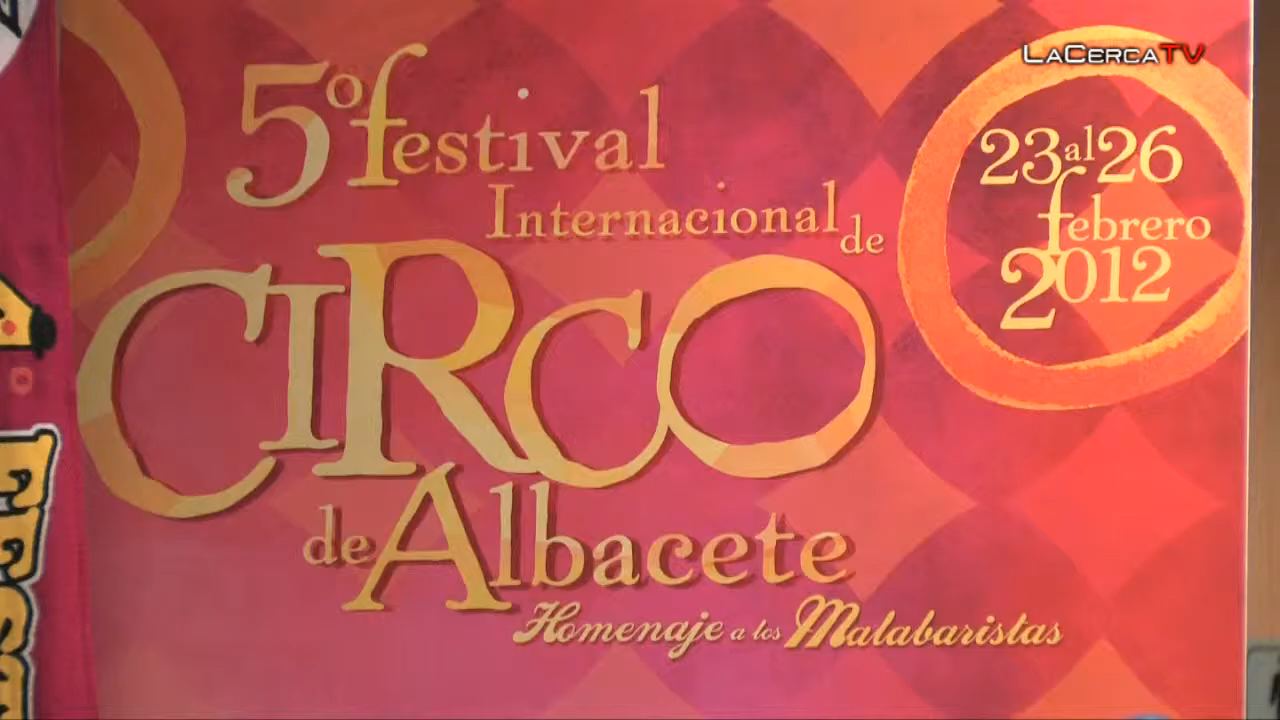 LaCercaTV
5º festival
Internacional de
CIRCO
de Albacete
Homenaje a los Malabaristas
23 al 26
febrero
2012